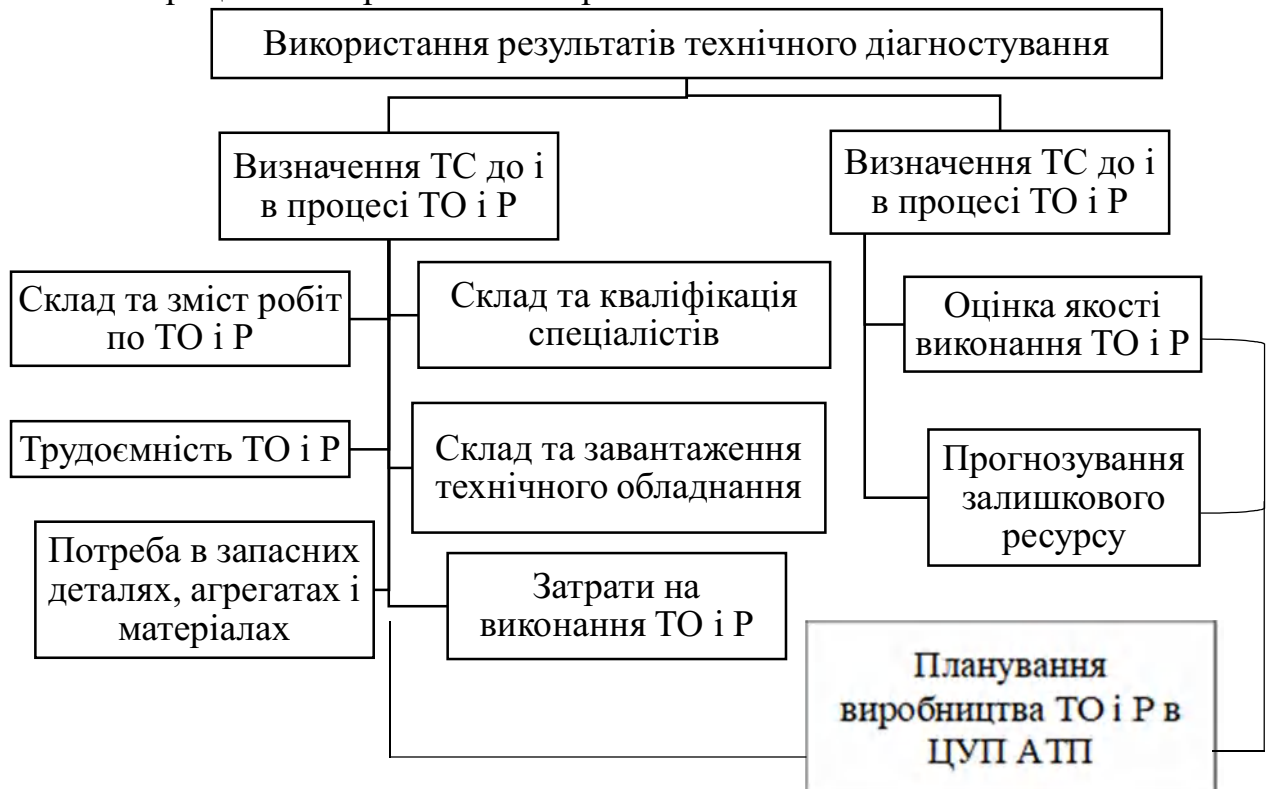 Використання результатів технічного діагностування
Визначення ТС до і
в процесі ТО і Р
Визначення ТС до і
в процесі ТО і Р
Склад та зміст робіт
по ТО і Р
Склад та кваліфікація
спеціалістів
Оцінка якості
виконання ТО і Р
Трудоємність ТО і Р
Склад та завантаження
технічного обладнання
Прогнозування
залишкового
ресурсу
Потреба в запасних
деталях, агрегатах і
матеріалах
Затрати на
виконання ТО і Р
Планування
виробництва ТО і Р в
ЦУП АТП